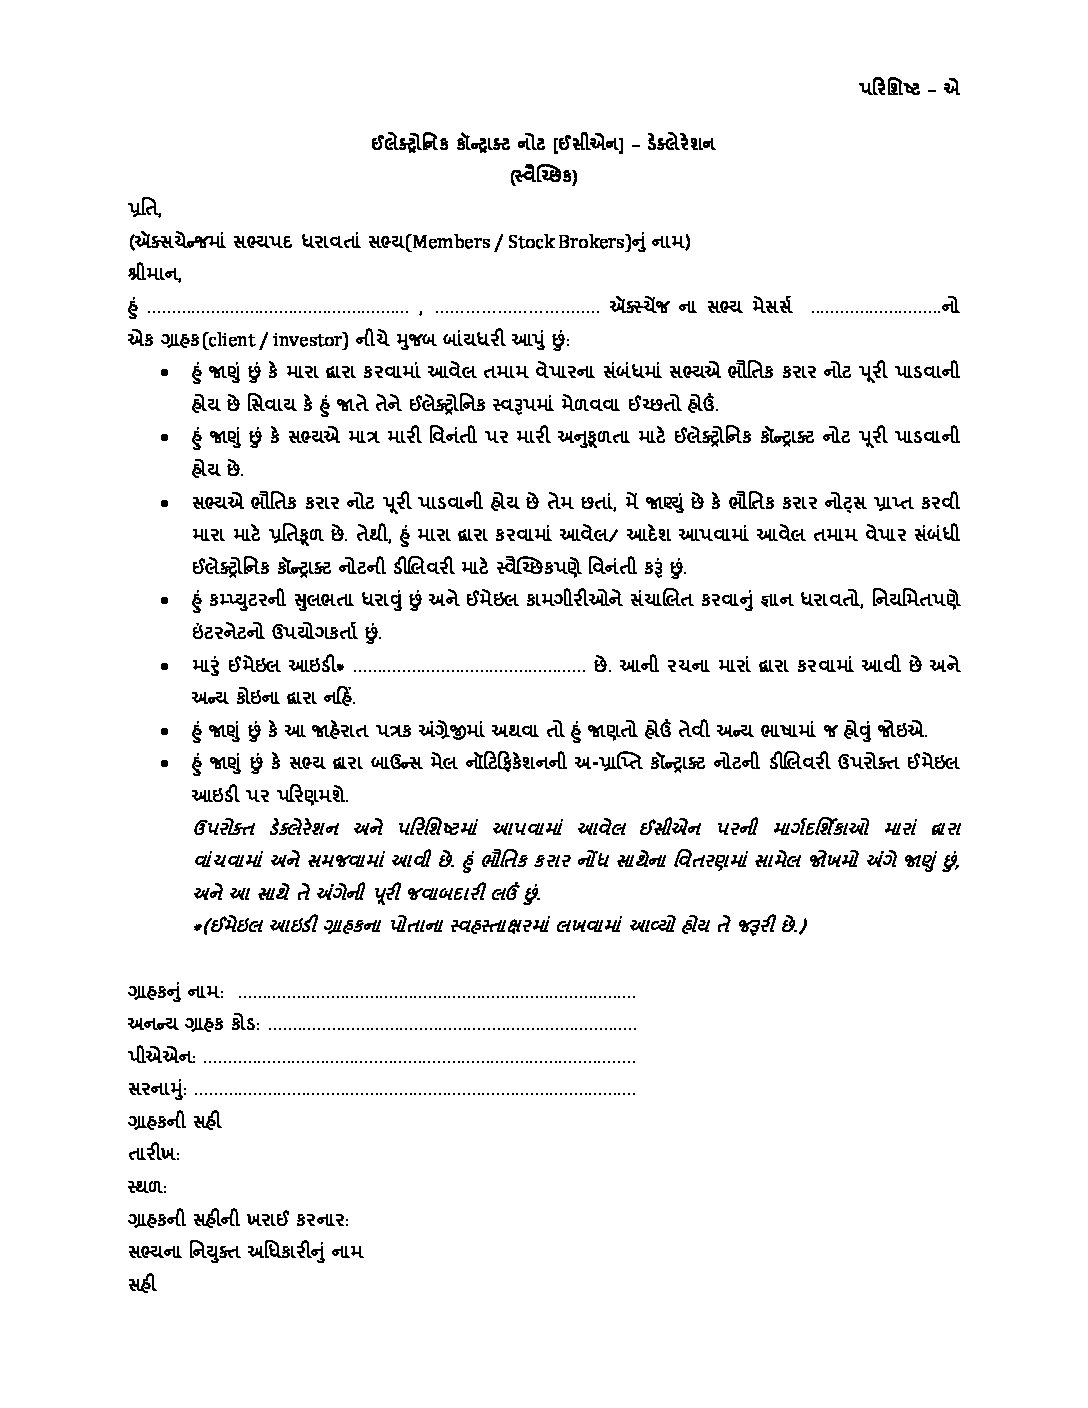 પરિશિષ્ટ – એ
ઈલેક્ટ્રોનિક કૉન્ટ્રાક્ટ નોટ [ઈસીએન] – ડેક્લેરેશન
(સ્વૈચ્છિક)
પ્રતિ,
(ઍક્સચેન્જમાં સભ્યપદ ધરાવતાં સભ્ય(Members / Stock Brokers)નું નામ)
શ્રીમાન,
હું ...................................................... , .................................. ઍક્સ્ચેંજ ના સભ્ય મેસર્સ ...........................નો
એક ગ્રાહક(client / investor) નીચે મુજબ બાંયધરી આપું છું:
• હું જાણું છું કે મારા દ્વારા કરવામાં આવેલ તમામ વેપારના સંબંધમાં સભ્યએ ભૌતિક કરાર નોટ પૂરી પાડવાની
હોય છે સિવાય કે હું જાતે તેને ઈલેક્ટ્રોનિક સ્વરૂપમાં મેળવવા ઈચ્છતો હોઉં.
• હું જાણું છું કે સભ્યએ માત્ર મારી વિનંતી પર મારી અનુકૂળતા માટે ઈલેક્ટ્રોનિક કૉન્ટ્રાક્ટ નોટ પૂરી પાડવાની
હોય છે.
• સભ્યએ ભૌતિક કરાર નોટ પૂરી પાડવાની હોય છે તેમ છતાં, મેં જાણ્યું છે કે ભૌતિક કરાર નોટ્સ પ્રાપ્ત કરવી
મારા માટે પ્રતિકૂળ છે. તેથી, હું મારા દ્વારા કરવામાં આવેલ/ આદેશ આપવામાં આવેલ તમામ વેપાર સંબંધી
ઈલેક્ટ્રોનિક કૉન્ટ્રાક્ટ નોટની ડીલિવરી માટે સ્વૈચ્છિકપણે વિનંતી કરૂં છું.
• હું કમ્પ્યુટરની સુલભતા ધરાવું છું અને ઈમેઇલ કામગીરીઓને સંચાલિત કરવાનું જ્ઞાન ધરાવતો, નિયમિતપણે
ઇંટરનેટનો ઉપયોગકર્તા છું.
• મારું ઈમેઇલ આઇડી* ................................................ છે. આની રચના મારાં દ્વારા કરવામાં આવી છે અને
અન્ય કોઇના દ્વારા નહિં.
• હું જાણું છું કે આ જાહેરાત પત્રક અંગ્રેજીમાં અથવા તો હું જાણતો હોઉં તેવી અન્ય ભાષામાં જ હોવું જોઇએ.
• હું જાણું છું કે સભ્ય દ્વારા બાઉન્સ મેલ નૉટિફિકેશનની અ-પ્રાપ્તિ કૉન્ટ્રાક્ટ નોટની ડીલિવરી ઉપરોક્ત ઈમેઇલ
આઇડી પર પરિણમશે.
ઉપરોક્ત ડેક્લેરેશન અને પરિશિષ્ટમાં આપવામાં આવેલ ઈસીએન પરની માર્ગદર્શિકાઓ મારાં દ્વારા
વાંચવામાં અને સમજવામાં આવી છે. હું ભૌતિક કરાર નોંધ સાથેના વિતરણમાં સામેલ જોખમો અંગે જાણું છું,
અને આ સાથે તે અંગેની પૂરી જવાબદારી લઉં છું.
*(ઈમેઇલ આઇડી ગ્રાહકના પોતાના સ્વહસ્તાક્ષરમાં લખવામાં આવ્યો હોય તે જરૂરી છે.)
ગ્રાહકનું નામ: ..................................................................................
અનન્ય ગ્રાહક કોડ: ............................................................................
પીએએન: .........................................................................................
સરનામું: ...........................................................................................
ગ્રાહકની સહી
તારીખ:
સ્થળ:
ગ્રાહકની સહીની ખરાઈ કરનાર:
સભ્યના નિયુક્ત અધિકારીનું નામ
સહી